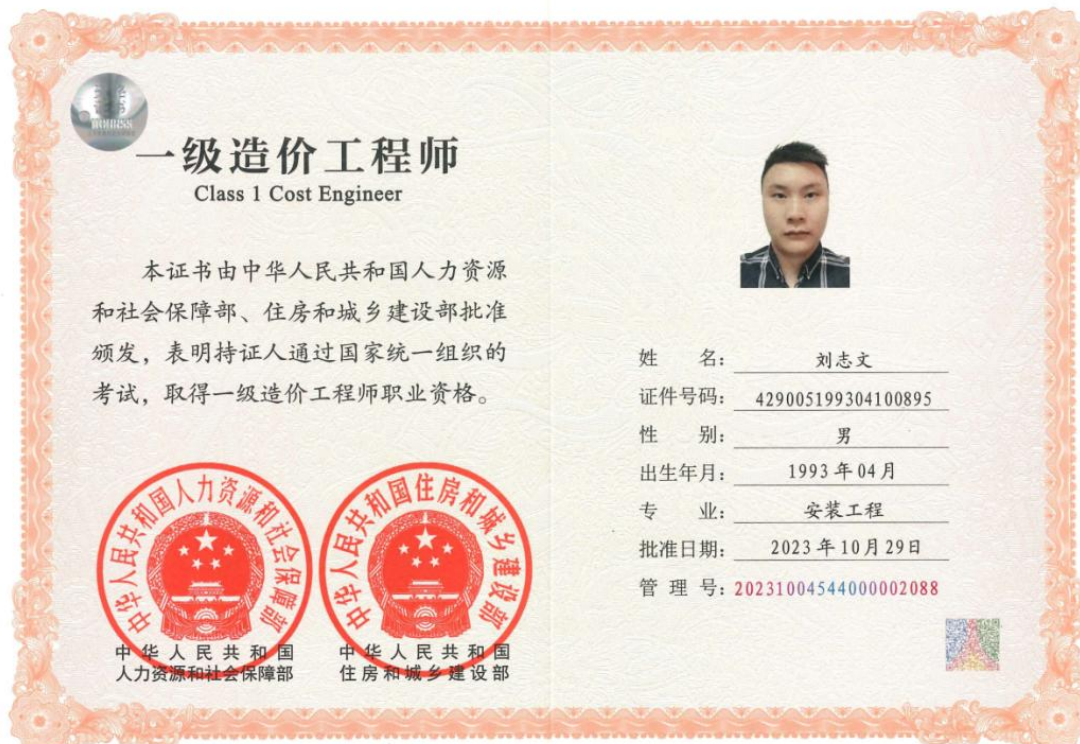 一级造价工程师
Class 1 Cost Engineer
本证书由中华人民共和国人力资源
和社会保障部、住房和城乡建设部批准
颁发，表明持证人通过国家统一组织的
考试，取得一级造价工程师职业资格。
中华人民共和国人力资源和社会保障部
中华人民共和国
人力资源和社会保障部
中华人民共和国住房和城乡建设部
中华人民共和国
住房和城乡建设部
姓名：刘志文
证件号码：429005199304100895
性别：男
出生年月：1993年04月
专业：安装工程
批准日期：2023年10月29日
管理号：20231004544000002088